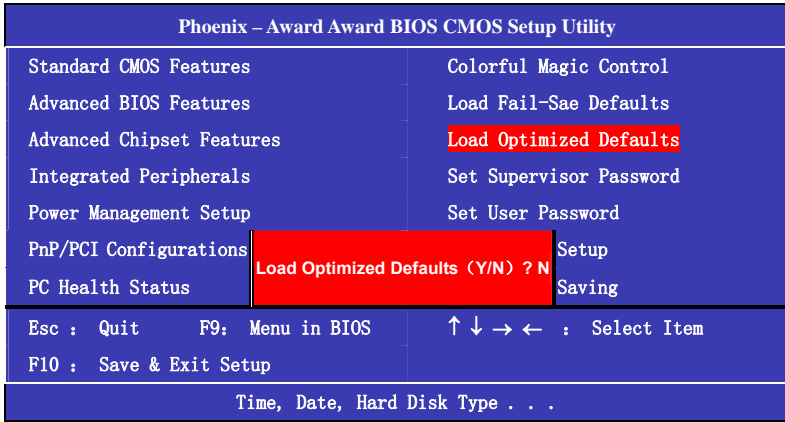 Phoenix – Award Award BIOS CMOS Setup Utility
Standard CMOS Features
Colorful Magic Control
Advanced BIOS Features
Load Fail-Sae Defaults
Advanced Chipset Features
Load Optimized Defaults
Integrated Peripherals
Set Supervisor Password
Power Management Setup
Set User Password
PnP/PCI Configurations
Setup
Load Optimized Defaults（Y/N）? N
PC Health Status
Saving
Esc : Quit F9: Menu in BIOS
↑ ↓ → ← : Select Item
F10 : Save & Exit Setup
Time, Date, Hard Disk Type . . .